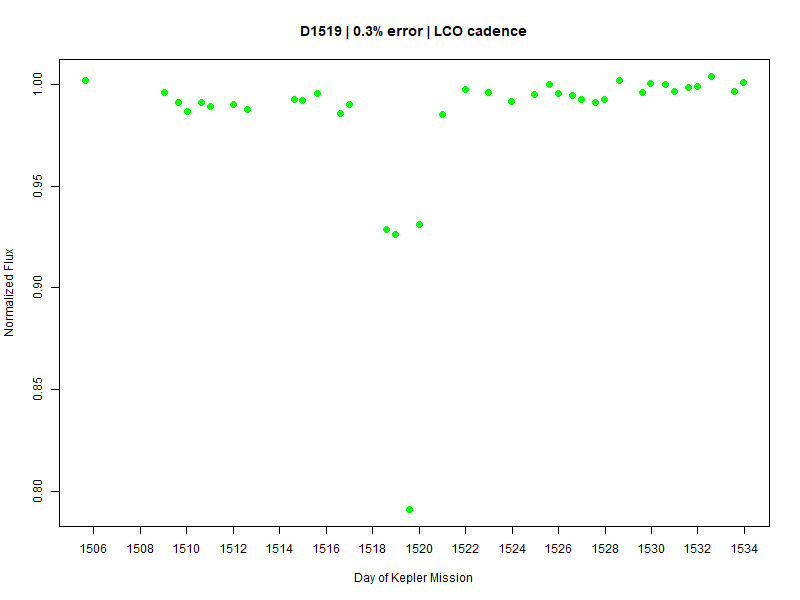 D1519 | 0.3% error | LCO cadence
1.00
0.95
0.90
0.85
0.80
Normalized Flux
1506 1508 1510 1512 1514 1516 1518 1520 1522 1524 1526 1528 1530 1532 1534
Day of Kepler Mission